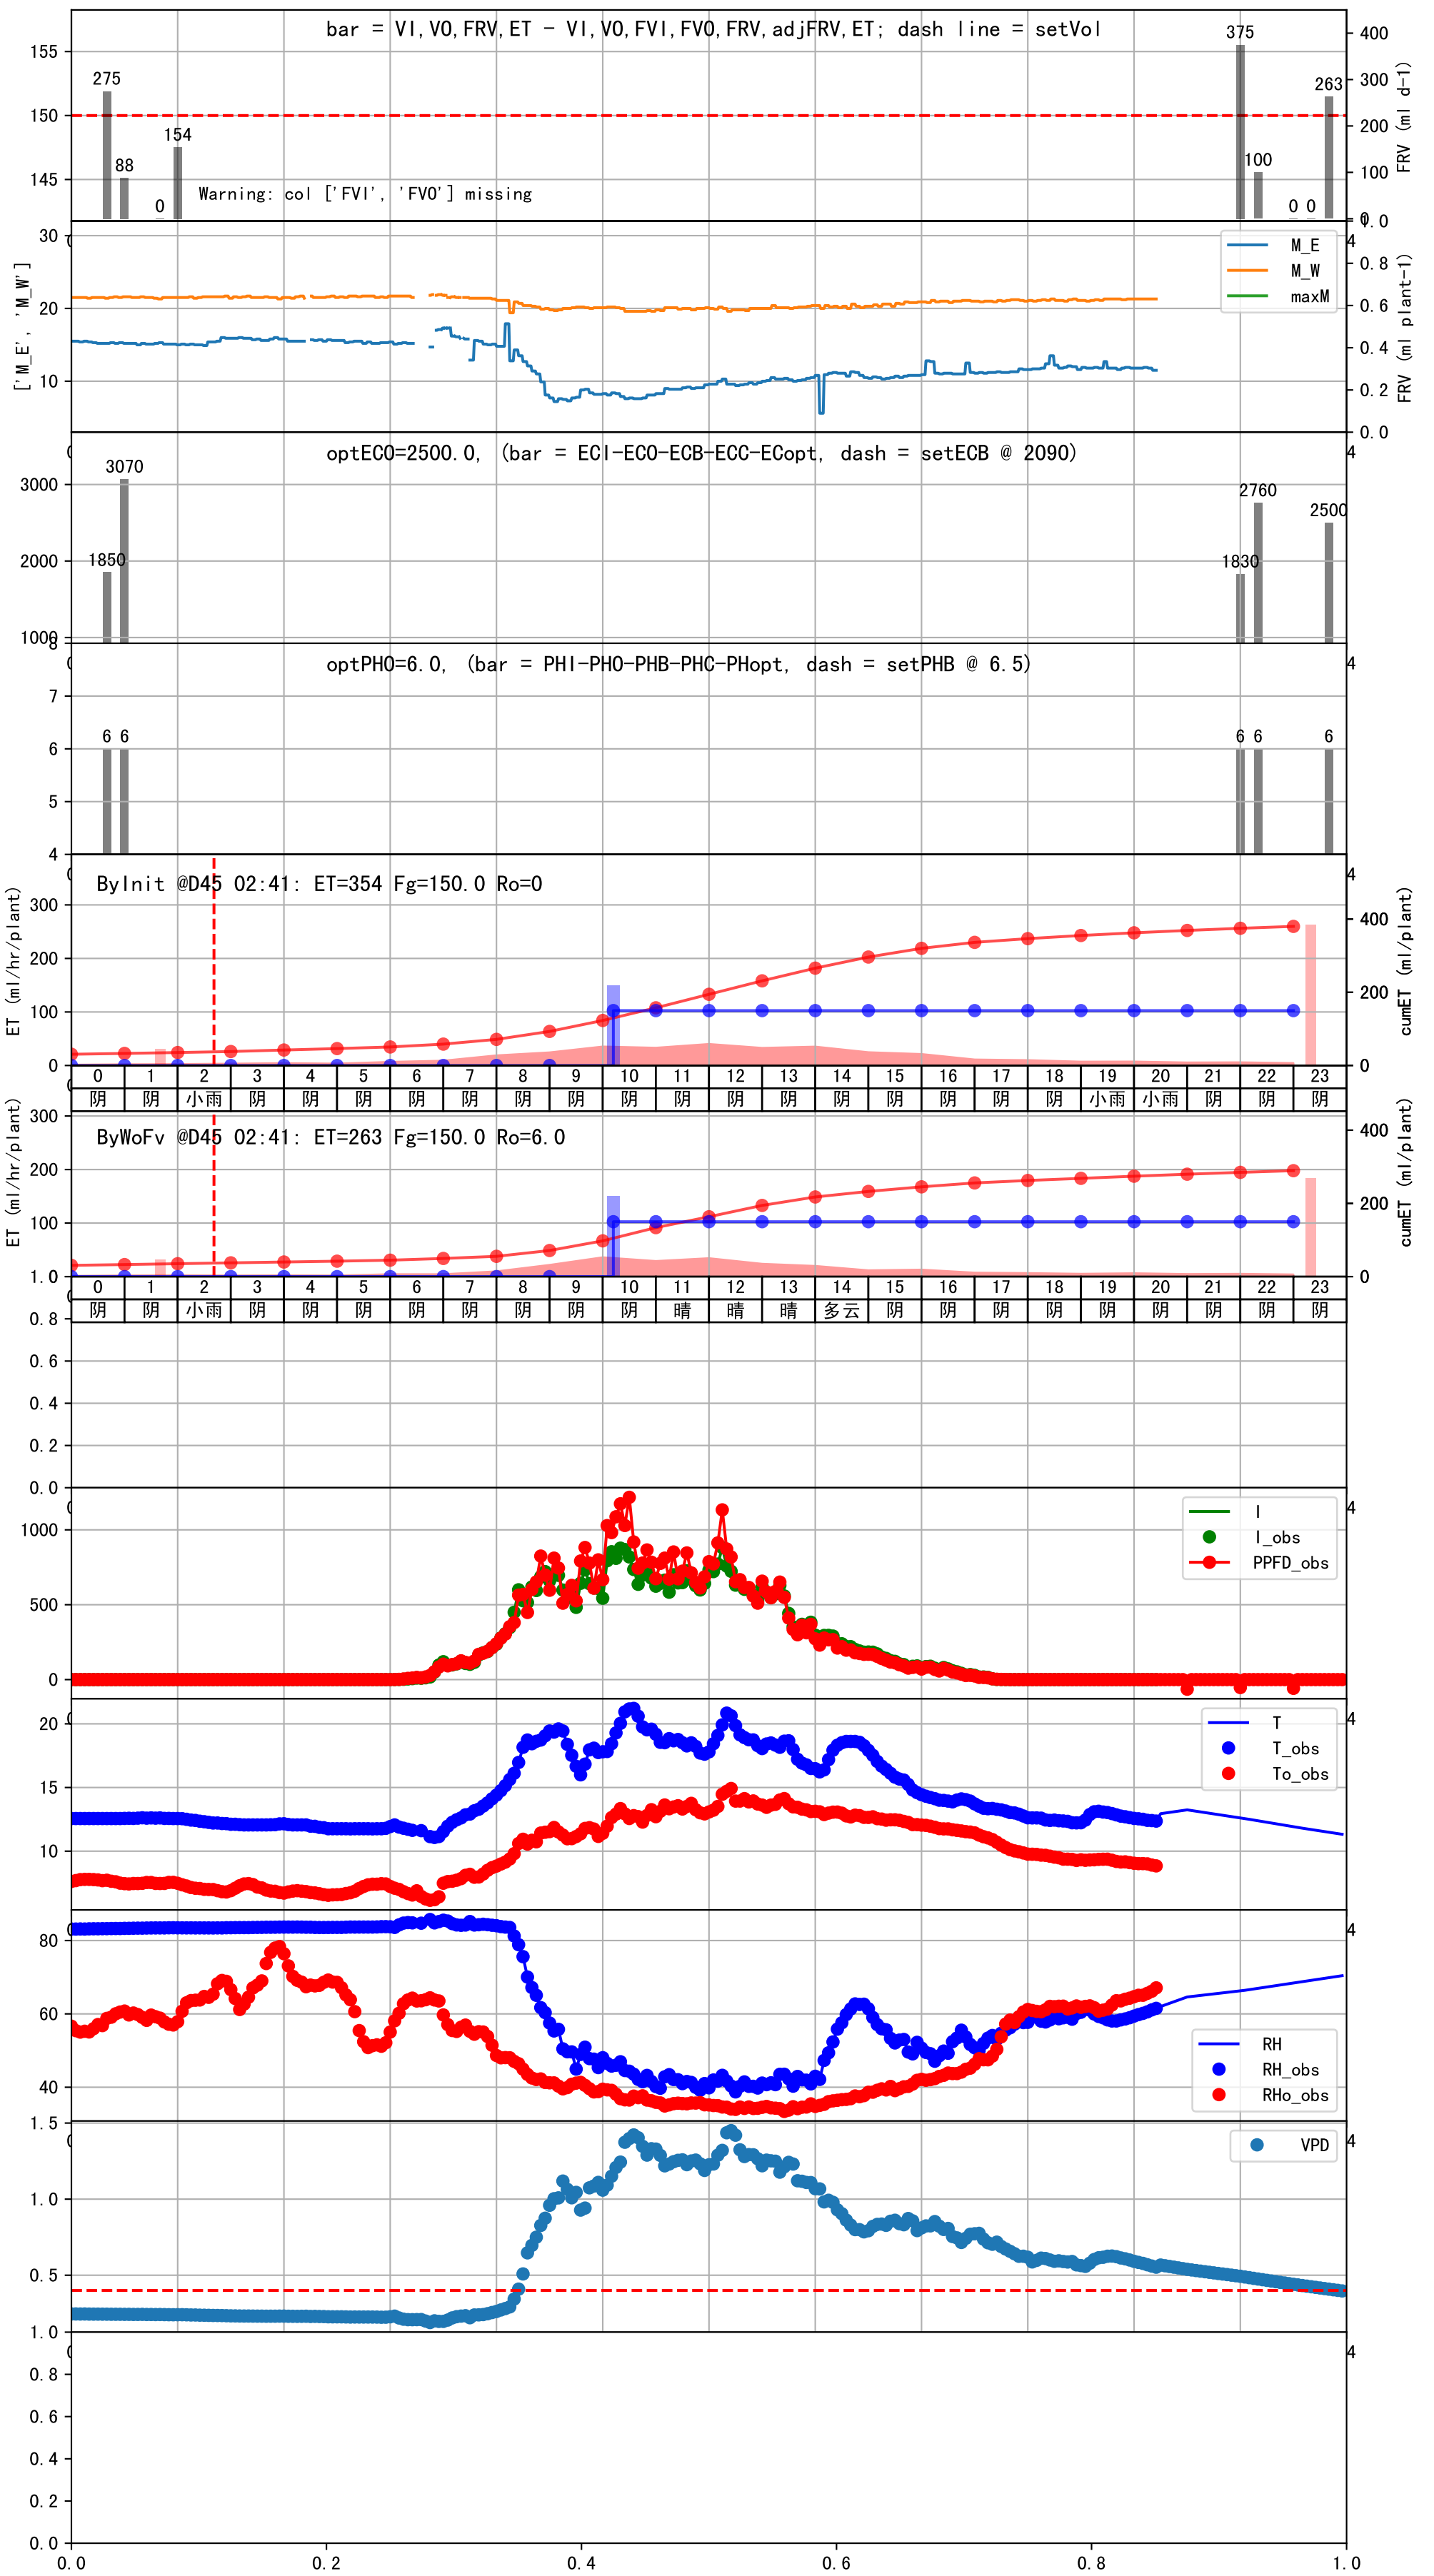 bar = VI,VO,FRV,ET - VI,VO,FVI,FVO,FRV,adjFRV,ET; dash line = setVol
155
150
145
275
88
0
154
375
100
0
0
263
Warning: col ['FVI', 'FVO'] missing
400
300
200
100
0
FRV (ml d-1)
1.0
30
20
10
['M_E', 'M_W']
M_E
M_W
maxM
0.8
0.6
0.4
0.2
0.0
FRV (ml plant-1)
4
optECO=2500.0, (bar = ECI-ECO-ECB-ECC-ECopt, dash = setECB @ 2090)
3000
2000
1000
1850
3070
1830
2760
2500
4
optPHO=6.0, (bar = PHI-PHO-PHB-PHC-PHopt, dash = setPHB @ 6.5)
8
7
6
5
4
6
6
6
6
6
4
ByInit @D45 02:41: ET=354 Fg=150.0 Ro=0
300
200
100
0
ET (ml/hr/plant)
400
200
0
cumET (ml/plant)
4
0 1 2 3 4 5 6 7 8 9 10 11 12 13 14 15 16 17 18 19 20 21 22 23
阴 阴 小雨 阴 阴 阴 阴 阴 阴 阴 阴 阴 阴 阴 阴 阴 阴 阴 阴 小雨 小雨 阴 阴 阴
ByWoFv @D45 02:41: ET=263 Fg=150.0 Ro=6.0
300
200
100
ET (ml/hr/plant)
400
200
0
cumET (ml/plant)
0 1 2 3 4 5 6 7 8 9 10 11 12 13 14 15 16 17 18 19 20 21 22 23
阴 阴 小雨 阴 阴 阴 阴 阴 阴 阴 阴 晴 晴 晴 多云 阴 阴 阴 阴 阴 阴 阴 阴 阴
1.0
0.8
0.6
0.4
0.2
0.0
4
1000
500
0
I
I_obs
PPFD_obs
4
20
15
10
T
T_obs
To_obs
4
80
60
40
RH
RH_obs
RHo_obs
4
1.5
1.0
0.5
VPD
4
1.0
0.8
0.6
0.4
0.2
0.0
0.0 0.2 0.4 0.6 0.8 1.0